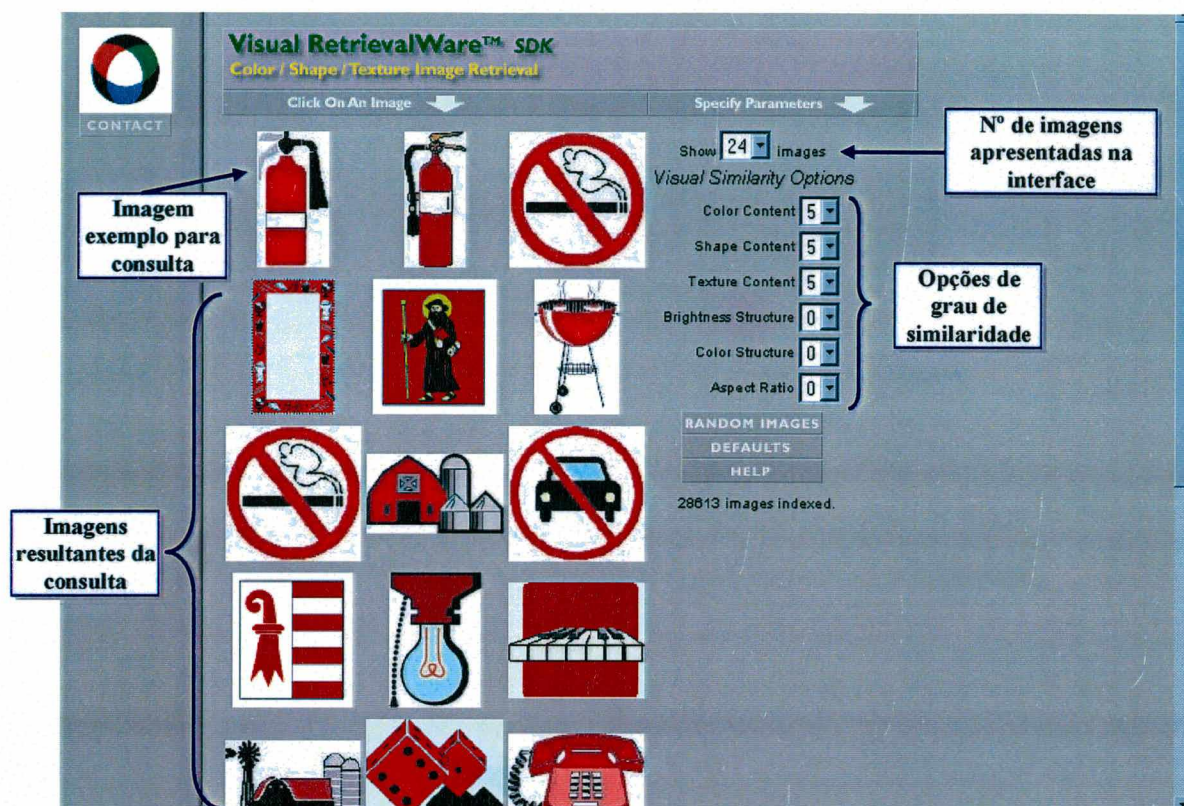 Visual RetrievalWare™ SDK
Color / Shape / Texture Image Retrieval
Click On An Image
Specify Parameters
CONTACT
Show 24 images
Visual Similarity Options
Color Content 5
Shape Content 5
Texture Content 5
Brightness Structure 0
Color Structure 0
Aspect Ratio 0
RANDOM IMAGES
DEFAULTS
HELP
28613 images indexed.
Nº de imagens
apresentadas na
interface
Imagem
exemplo para
consulta
Opções de
grau de
similaridade
Imagens
resultantes da
consulta